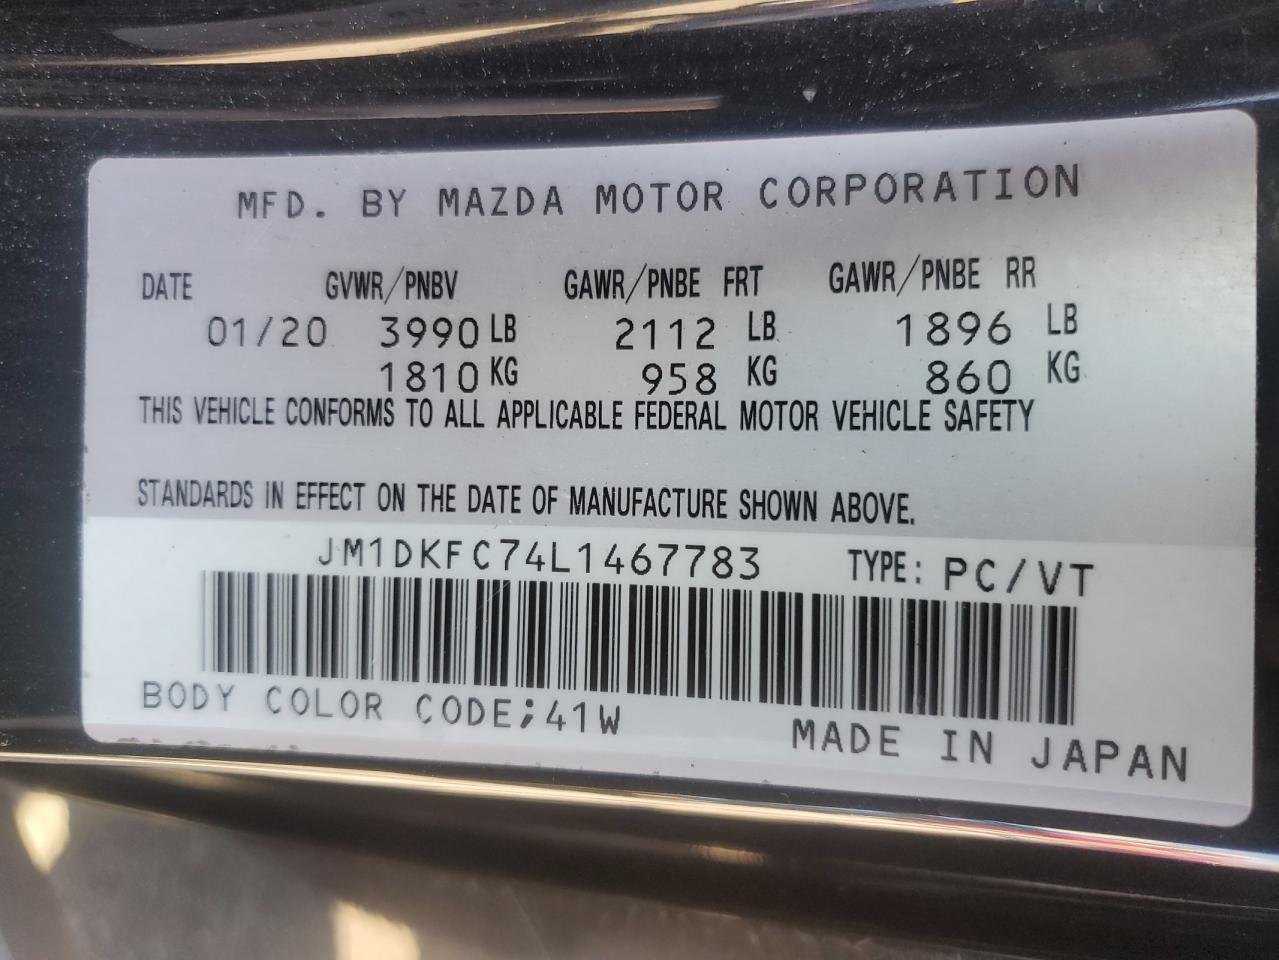 MFD. BY MAZDA MOTOR CORPORATION
DATE GVWR/PNBV GAWR/PNBE FRT GAWR/PNBE RR
01/20 3990 LB 2112 LB 1896 LB
1810 KG 958 KG 860 KG
THIS VEHICLE CONFORMS TO ALL APPLICABLE FEDERAL MOTOR VEHICLE SAFETY
STANDARDS IN EFFECT ON THE DATE OF MANUFACTURE SHOWN ABOVE.
JM1DKFC74L1467783 TYPE: PC/VT
BODY COLOR CODE;41W
MADE IN JAPAN